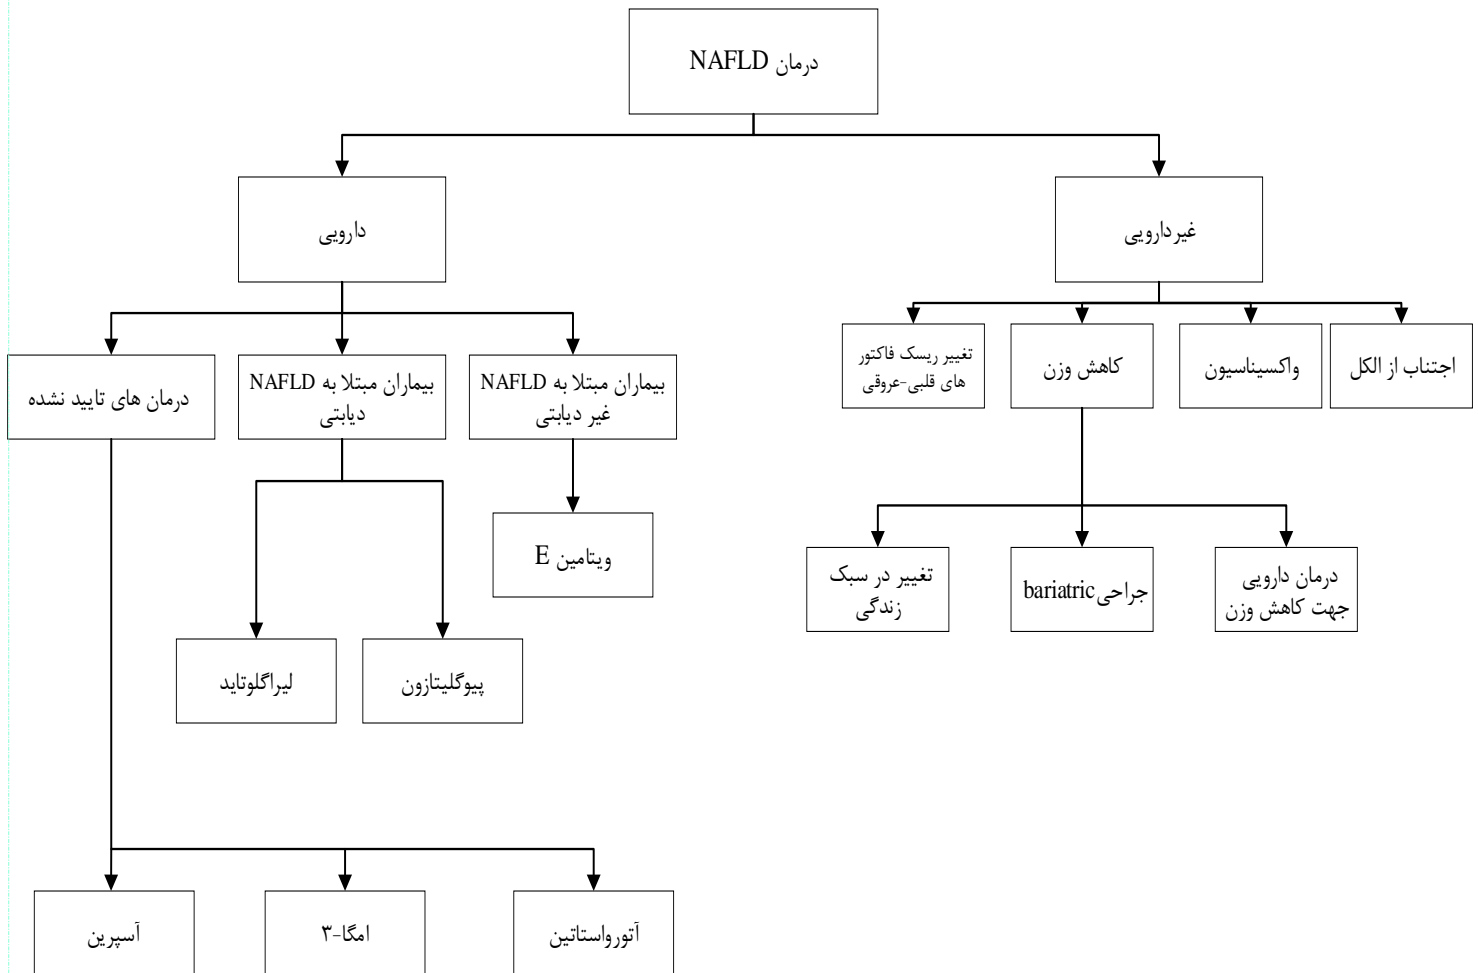 درمان NAFLD
غیردارویی
دارویی
اجتناب از الکل
واکسیناسیون
کاهش وزن
تغییر ریسک فاکتور
های قلبی-عروقی
بیماران مبتلا به NAFLD
غیر دیابتی
بیماران مبتلا به NAFLD
دیابتی
درمان های تایید نشده
درمان دارویی
جهت کاهش وزن
جراحی bariatric
تغییر در سبک
زندگی
ویتامین E
پیوگلیتازون
لیراگلوتاید
آتورواستاتین
امگا-۳
آسپرین